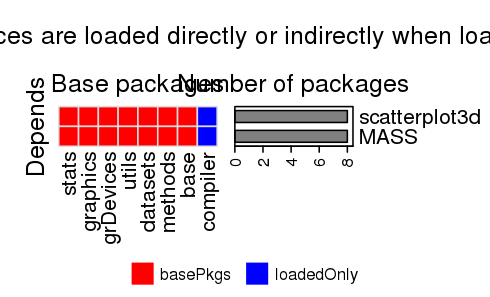 ces are loaded directly or indirectly when loa
Base packages
Number of packages
Depends
scatterplot3d
MASS
0 2 4 6 8
stats
graphics
grDevices
utils
datasets
methods
base
compiler
basePkgs
loadedOnly